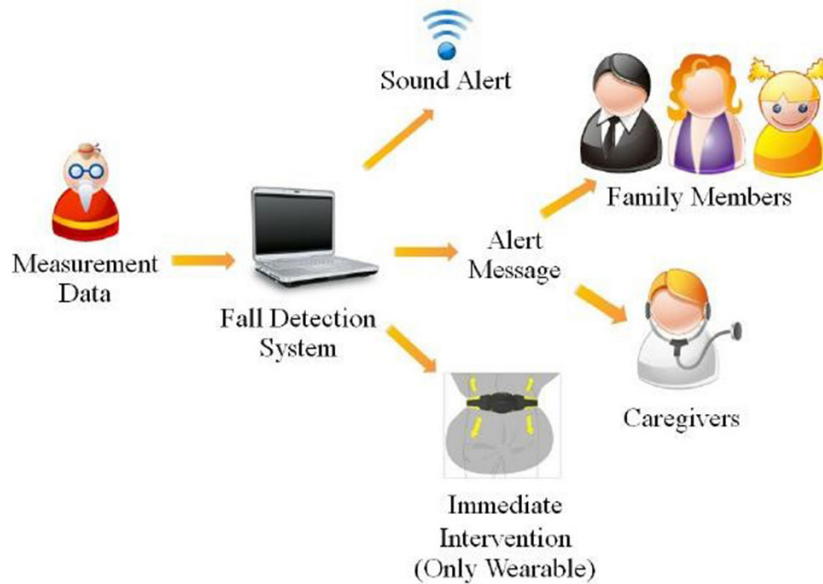 Sound Alert
Family Members
Measurement
Data
Fall Detection
System
Alert
Message
Caregivers
Immediate
Intervention
(Only Wearable)